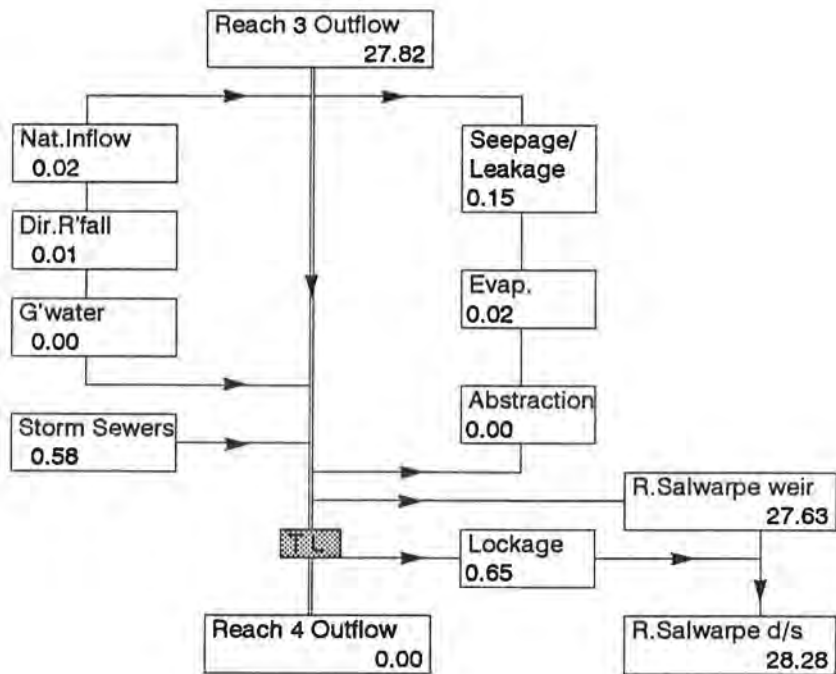 Reach 3 Outflow
27.82
Nat.Inflow
0.02
Seepage/
Leakage
0.15
Dir.R'fall
0.01
Evap.
0.02
G'water
0.00
Abstraction
0.00
Storm Sewers
0.58
R.Salwarpe weir
27.63
T L
Lockage
0.65
Reach 4 Outflow
0.00
R.Salwarpe d/s
28.28